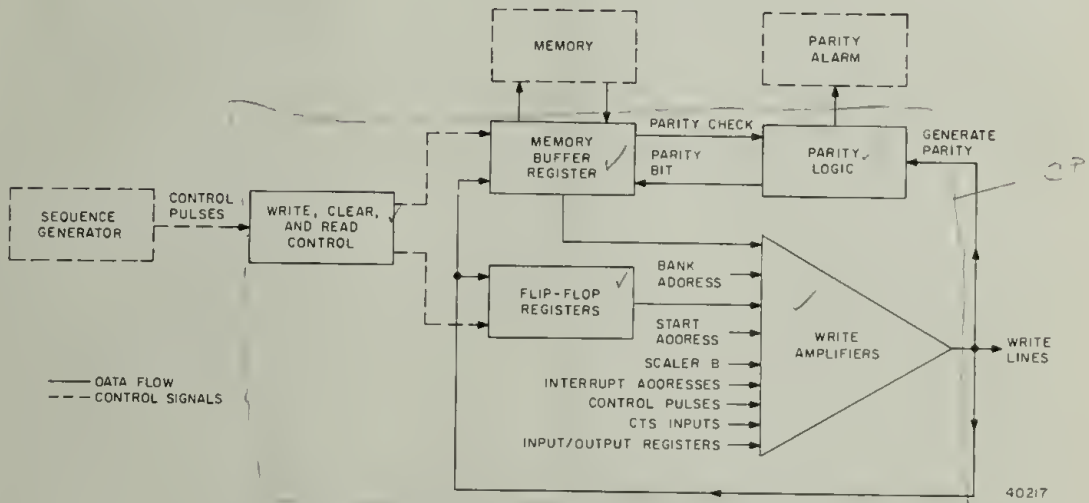 MEMORY
PARITY
ALARM
MEMORY
BUFFER
REGISTER
PARITY CHECK
PARITY
BIT
PARITY
LOGIC
GENERATE
PARITY
SEQUENCE
GENERATOR
CONTROL
PULSES
WRITE, CLEAR,
AND READ
CONTROL
FLIP-FLOP
REGISTERS
BANK
ADDRESS
START
ADDRESS
SCALER B
INTERRUPT ADDRESSES
CONTROL PULSES
CTS INPUTS
INPUT/OUTPUT REGISTERS
WRITE
AMPLIFIERS
WRITE
LINES
DATA FLOW
CONTROL SIGNALS
40217